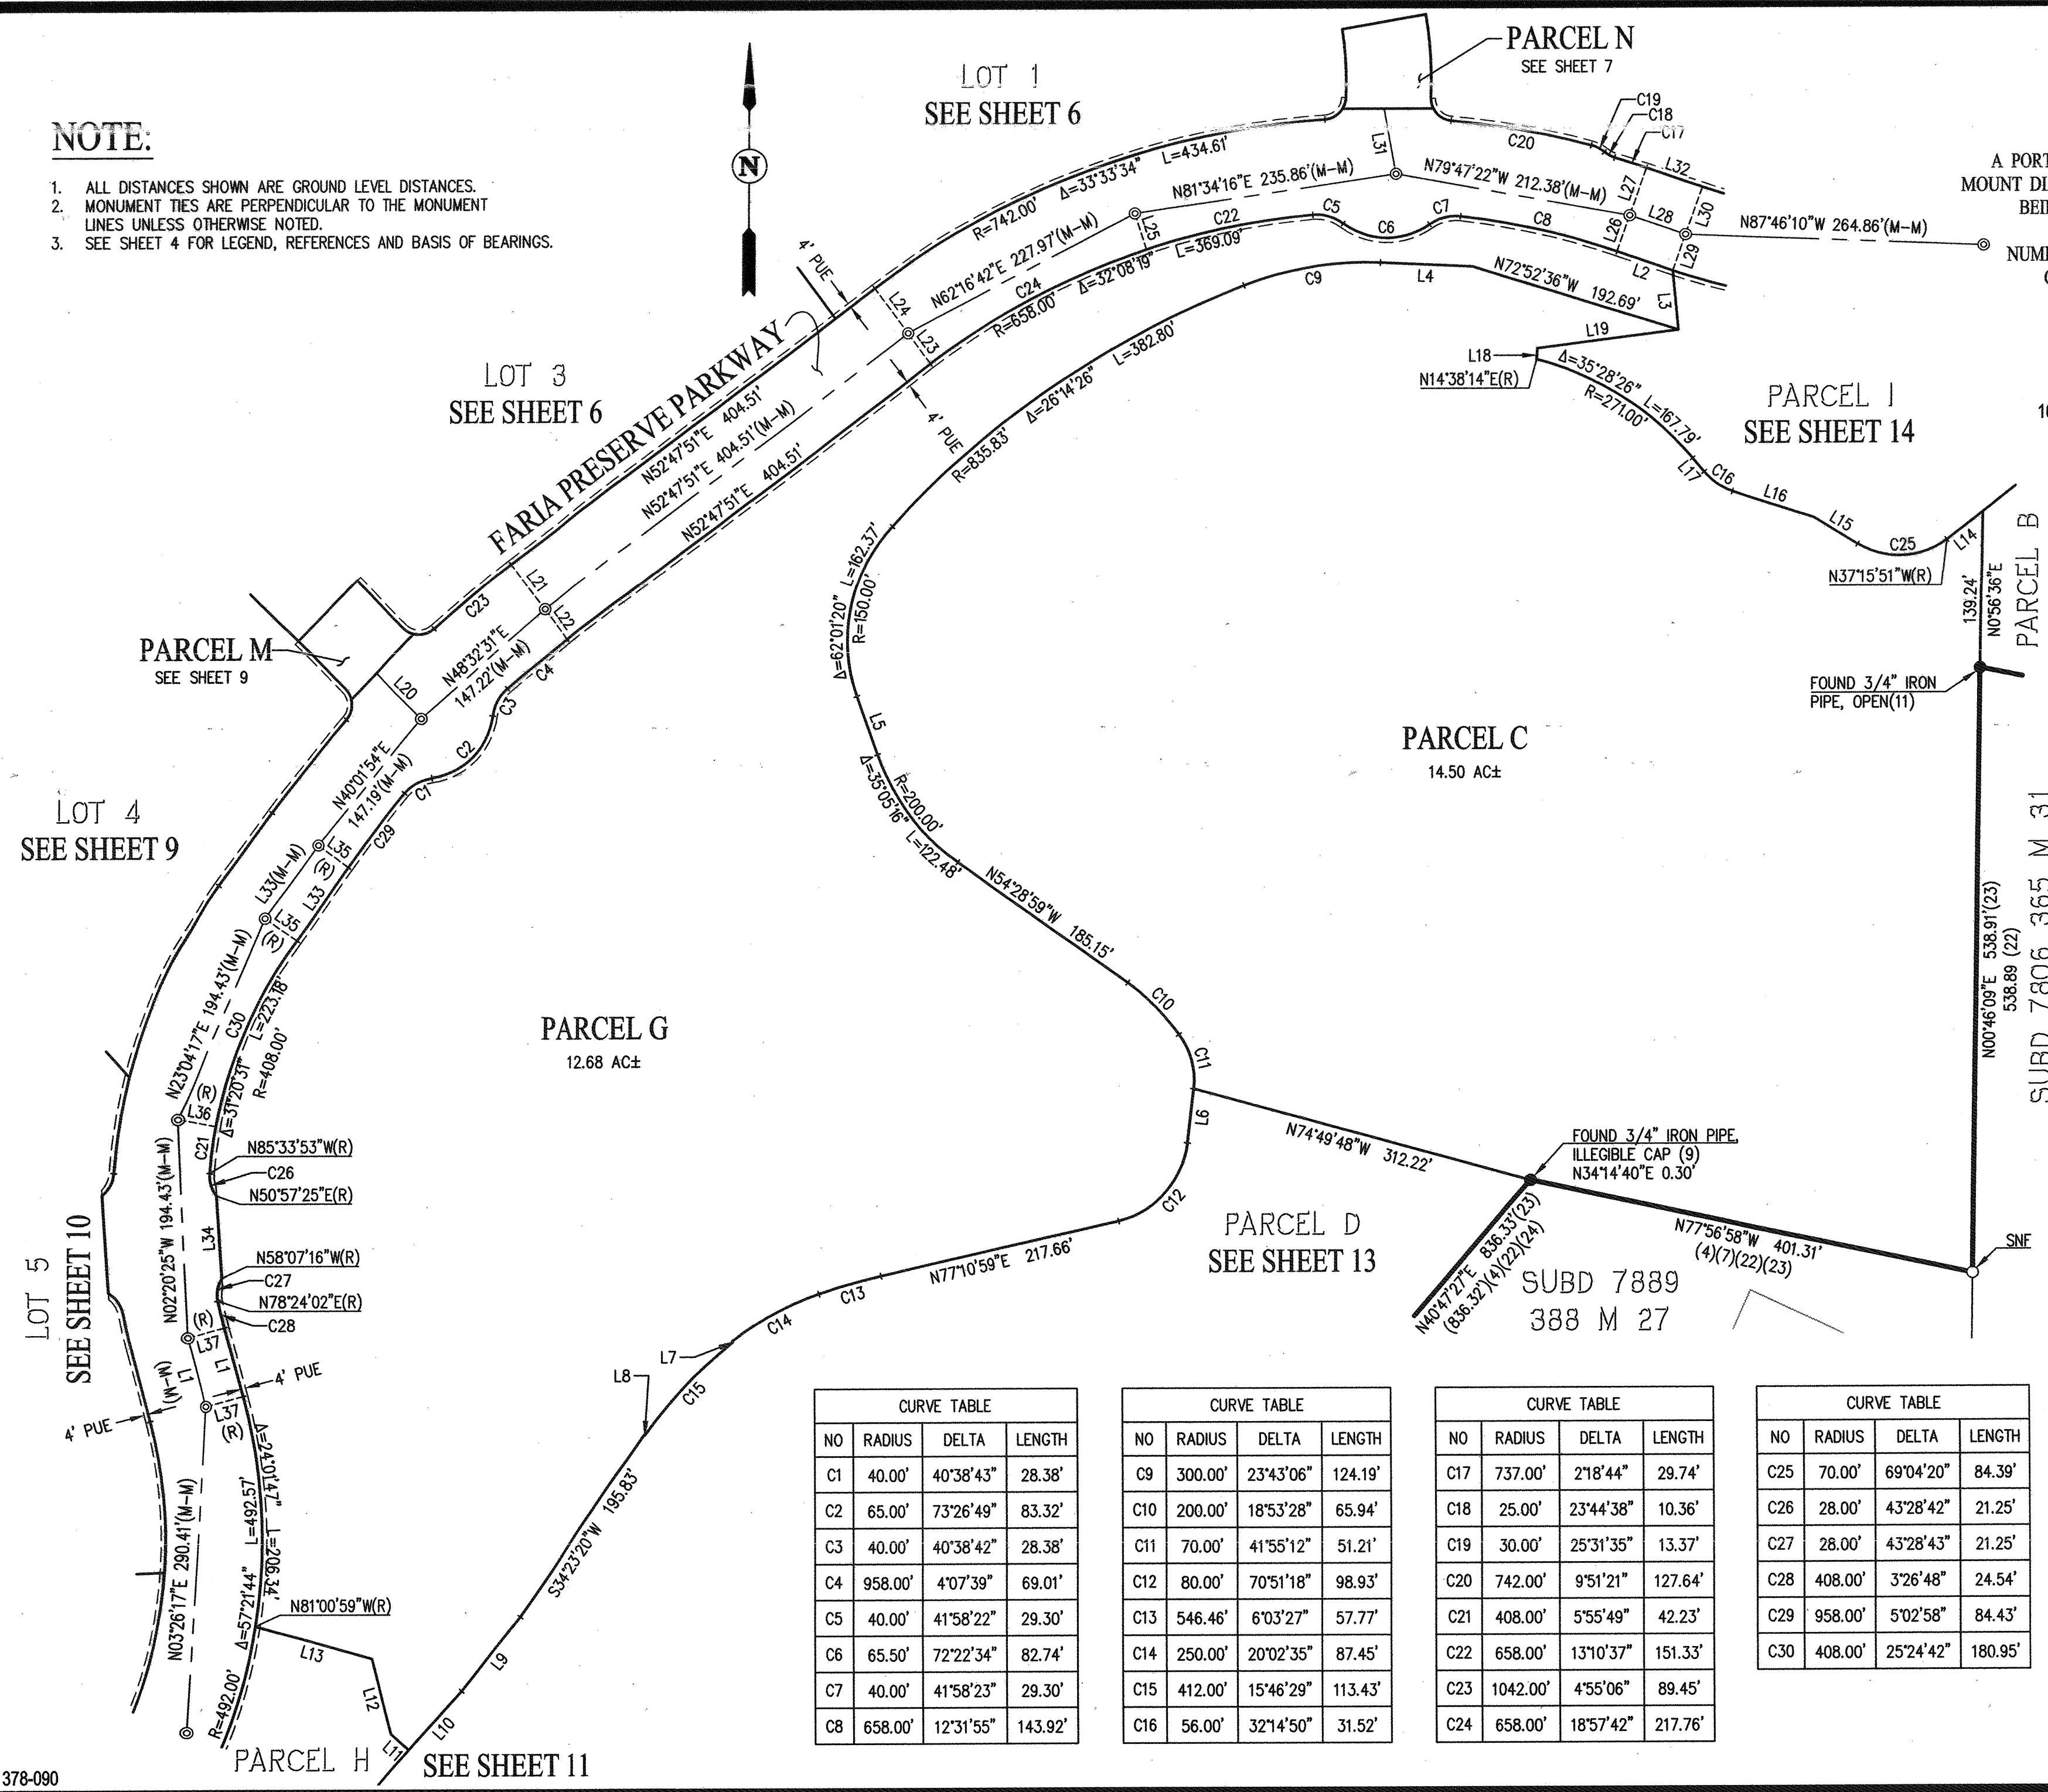 NOTE:
1. ALL DISTANCES SHOWN ARE GROUND LEVEL DISTANCES.
2. MONUMENT TIES ARE PERPENDICULAR TO THE MONUMENT
LINES UNLESS OTHERWISE NOTED.
3. SEE SHEET 4 FOR LEGEND, REFERENCES AND BASIS OF BEARINGS.
N
LOT 1
SEE SHEET 6
PARCEL N
SEE SHEET 7
C19
C18
C17
C20
L32
L31
L27
L28
L30
L26
L29
A PORT
MOUNT DI
BEI
NUM
10
L=434.61'
Δ=33°33'34"
R=742.00'
N81°34'16"E 235.86'(M-M)
N79°47'22"W 212.38'(M-M)
N87°46'10"W 264.86'(M-M)
N62°16'42"E 227.97'(M-M)
L25
C22
C5
C6
C7
C8
L2
L3
L=369.09'
Δ=32°08'19"
C24
R=658.00'
4' PUE
L24
L23
4' PUE
C9
L4
N72°52'36"W 192.69'
L19
L18
N14°38'14"E(R)
Δ=35°28'26" L=167.79'
R=271.00'
PARCEL I
SEE SHEET 14
L17
C16
L16
L15
C25
L14
N37°15'51"W(R)
L=382.80'
Δ=26°14'26"
R=835.83'
LOT 3
SEE SHEET 6
FARIA PRESERVE PARKWAY
N52°47'51"E 404.51'
N52°47'51"E 404.51'(M-M)
N52°47'51"E 404.51'
139.24'
N0°56'36"E
PARCEL B
FOUND 3/4" IRON
PIPE, OPEN(11)
Δ=62°01'20" L=162.37'
R=150.00'
L21
L22
C23
PARCEL M
SEE SHEET 9
L20
N48°32'31"E
147.22'(M-M)
C4
C3
C2
C1
L5
PARCEL C
14.50 AC±
R=200.00'
Δ=35°05'16" L=122.48'
LOT 4
SEE SHEET 9
N40°01'54"E
147.19'(M-M)
C29
L35
(R)
L33(M-M)
L33
L35
(R)
N54°28'59"W 185.15'
N00°46'09"E 538.91'(23)
538.89 (22)
SUBD 7806 365 M 31
N23°04'17"E 194.43'(M-M)
C30
L=223.18'
Δ=31°20'31"
R=408.00'
PARCEL G
12.68 AC±
C10
C11
L6
N74°49'48"W 312.22'
FOUND 3/4" IRON PIPE,
ILLEGIBLE CAP (9)
N34°14'40"E 0.30'
(R)
L36
C21
N85°33'53"W(R)
C26
N50°57'25"E(R)
L34
N02°20'25"W 194.43'(M-M)
C12
PARCEL D
SEE SHEET 13
N77°56'58"W 401.31'
(4)(7)(22)(23)
SNF
N40°47'27"E 836.33'(23)
(836.32')(4)(22)(24)
SUBD 7889
388 M 27
N77°10'59"E 217.66'
C13
C14
L7
L8
C15
LOT 5
SEE SHEET 10
N58°07'16"W(R)
C27
N78°24'02"E(R)
C28
(R)
L37
L1
(M-M)
L1
L37
(R)
4' PUE
4' PUE
N03°26'17"E 290.41'(M-M)
Δ=24°01'47" L=206.34'
Δ=57°21'44" L=492.57'
R=492.00'
N81°00'59"W(R)
L13
L12
L11
L10
L9
S34°23'20"W 195.83'
PARCEL H
SEE SHEET 11
CURVE TABLE
NO RADIUS DELTA LENGTH
C1 40.00' 40°38'43" 28.38'
C2 65.00' 73°26'49" 83.32'
C3 40.00' 40°38'42" 28.38'
C4 958.00' 4°07'39" 69.01'
C5 40.00' 41°58'22" 29.30'
C6 65.50' 72°22'34" 82.74'
C7 40.00' 41°58'23" 29.30'
C8 658.00' 12°31'55" 143.92'
CURVE TABLE
NO RADIUS DELTA LENGTH
C9 300.00' 23°43'06" 124.19'
C10 200.00' 18°53'28" 65.94'
C11 70.00' 41°55'12" 51.21'
C12 80.00' 70°51'18" 98.93'
C13 546.46' 6°03'27" 57.77'
C14 250.00' 20°02'35" 87.45'
C15 412.00' 15°46'29" 113.43'
C16 56.00' 32°14'50" 31.52'
CURVE TABLE
NO RADIUS DELTA LENGTH
C17 737.00' 2°18'44" 29.74'
C18 25.00' 23°44'38" 10.36'
C19 30.00' 25°31'35" 13.37'
C20 742.00' 9°51'21" 127.64'
C21 408.00' 5°55'49" 42.23'
C22 658.00' 13°10'37" 151.33'
C23 1042.00' 4°55'06" 89.45'
C24 658.00' 18°57'42" 217.76'
CURVE TABLE
NO RADIUS DELTA LENGTH
C25 70.00' 69°04'20" 84.39'
C26 28.00' 43°28'42" 21.25'
C27 28.00' 43°28'43" 21.25'
C28 408.00' 3°26'48" 24.54'
C29 958.00' 5°02'58" 84.43'
C30 408.00' 25°24'42" 180.95'
378-090